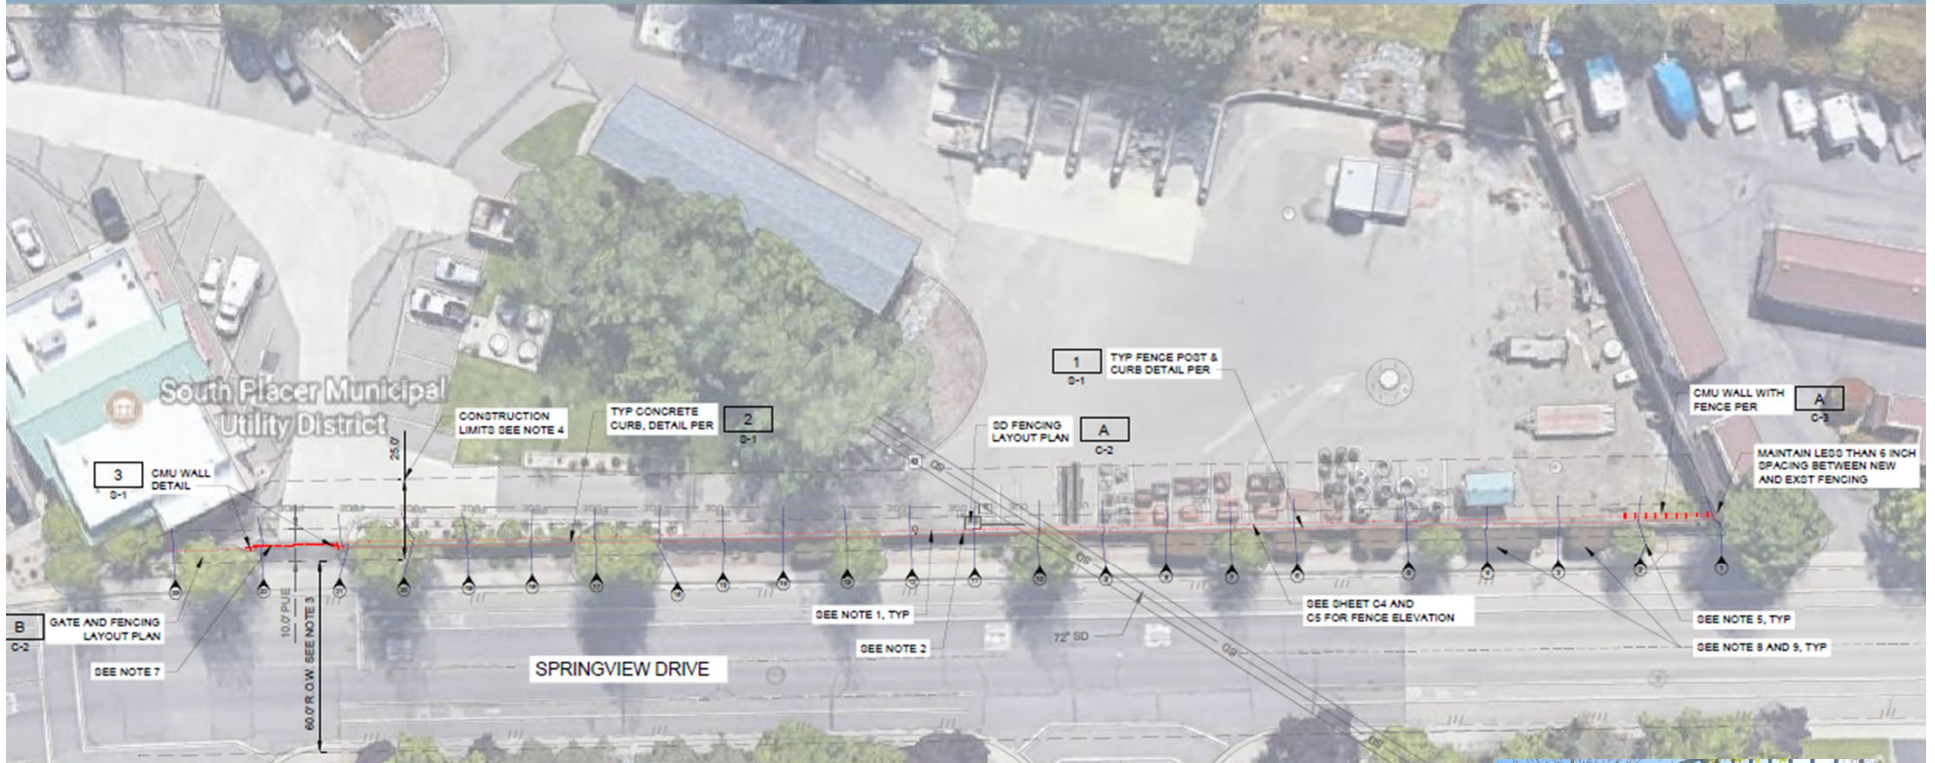 South Placer Municipal
Utility District
3
S-1
CMU WALL
DETAIL
CONSTRUCTION
LIMITS SEE NOTE 4
25.0'
TYP CONCRETE
CURB, DETAIL PER
2
S-1
SD FENCING
LAYOUT PLAN
A
C-2
1
S-1
TYP FENCE POST &
CURB DETAIL PER
CMU WALL WITH
FENCE PER
A
C-3
MAINTAIN LESS THAN 6 INCH
SPACING BETWEEN NEW
AND EXST FENCING
B
C-2
GATE AND FENCING
LAYOUT PLAN
SEE NOTE 7
10.0' PUE
60.0' R.O.W. SEE NOTE 3
SPRINGVIEW DRIVE
SEE NOTE 1, TYP
SEE NOTE 2
72" SD
SD
SD
SD
SD
SEE SHEET C4 AND
C5 FOR FENCE ELEVATION
SEE NOTE 5, TYP
SEE NOTE 8 AND 9, TYP